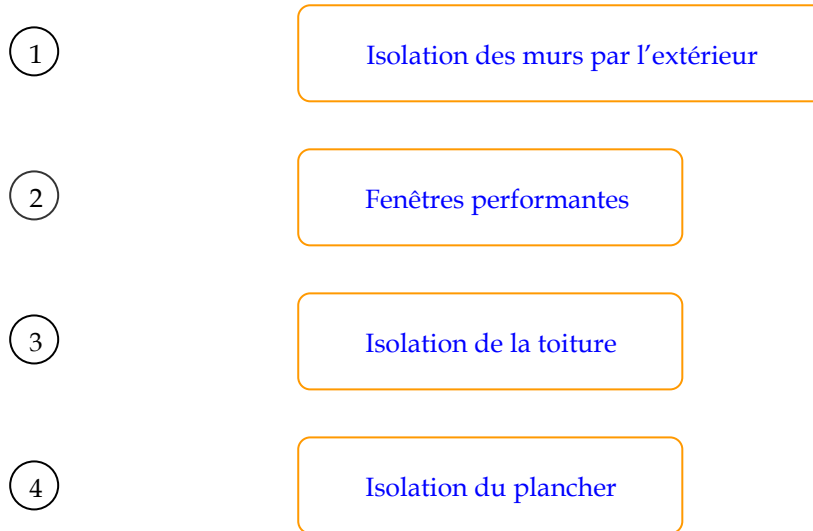 1 Isolation des murs par l’extérieur
2 Fenêtres performantes
3 Isolation de la toiture
4 Isolation du plancher